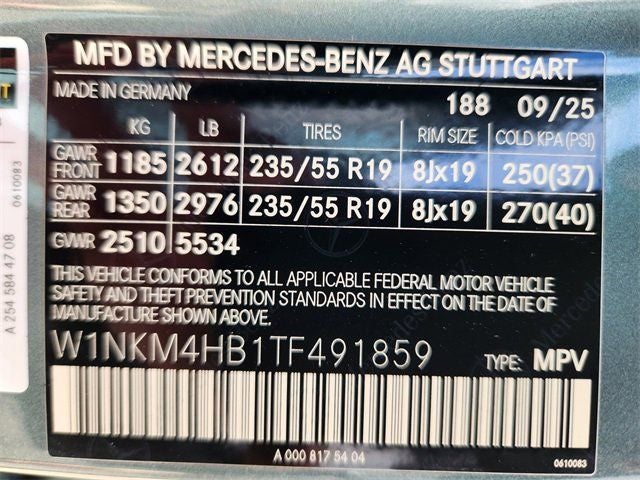 MFD BY MERCEDES-BENZ AG STUTTGART
MADE IN GERMANY 188 09/25
KG LB TIRES RIM SIZE COLD KPA (PSI)
GAWR FRONT 1185 2612 235/55 R19 8Jx19 250(37)
GAWR REAR 1350 2976 235/55 R19 8Jx19 270(40)
GVWR 2510 5534
THIS VEHICLE CONFORMS TO ALL APPLICABLE FEDERAL MOTOR VEHICLE
SAFETY AND THEFT PREVENTION STANDARDS IN EFFECT ON THE DATE OF
MANUFACTURE SHOWN ABOVE.
W1NKM4HB1TF491859 TYPE: MPV
A 000 817 54 04 0610083
A 254 584 47 08
0610083